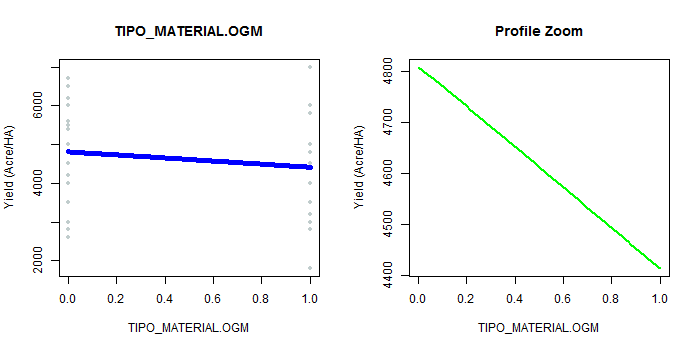 TIPO_MATERIAL.OGM
Yield (Acre/HA)
2000
4000
6000
0.0 0.2 0.4 0.6 0.8 1.0
TIPO_MATERIAL.OGM
Profile Zoom
Yield (Acre/HA)
4400
4500
4600
4700
4800
0.0 0.2 0.4 0.6 0.8 1.0
TIPO_MATERIAL.OGM